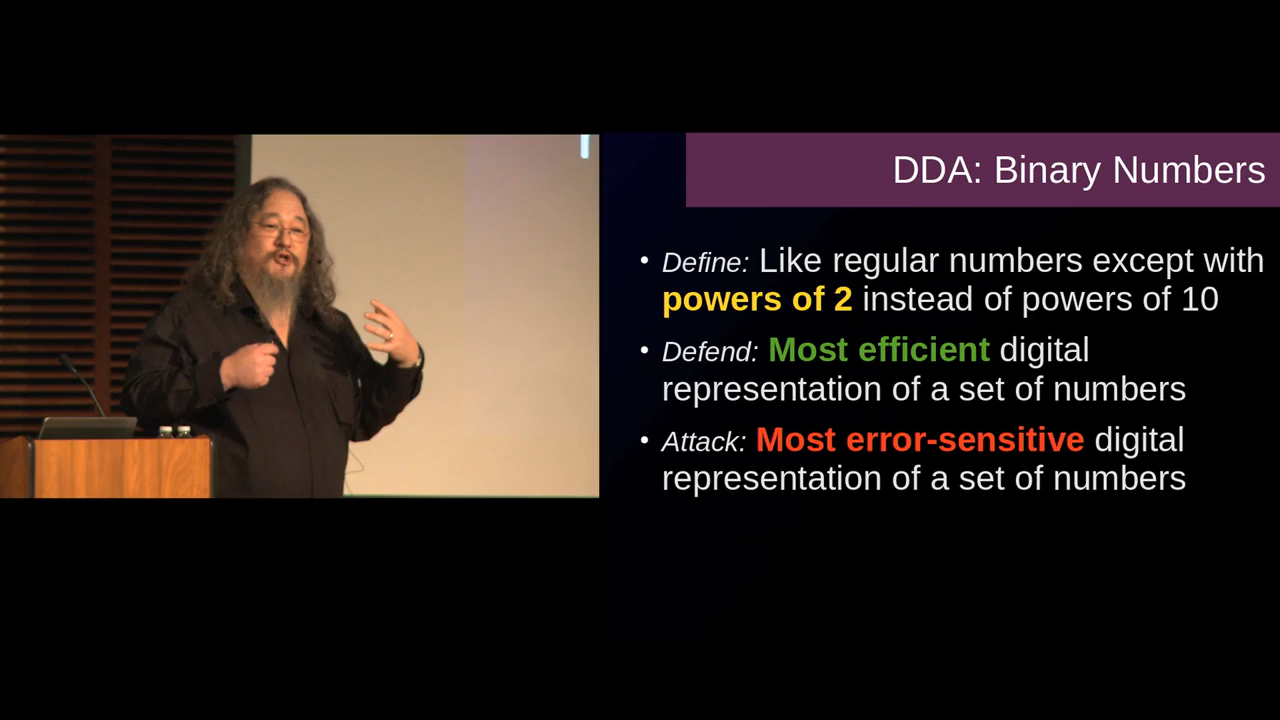 DDA: Binary Numbers
• Define: Like regular numbers except with
powers of 2 instead of powers of 10
• Defend: Most efficient digital
representation of a set of numbers
• Attack: Most error-sensitive digital
representation of a set of numbers